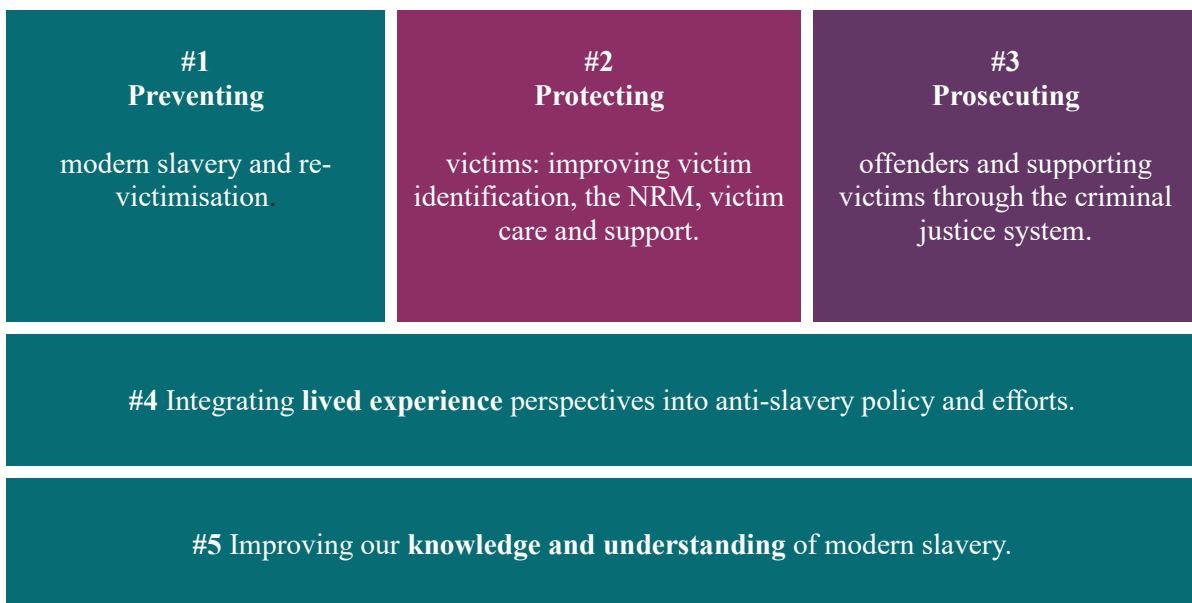 #1
Preventing
modern slavery and re-
victimisation.
#2
Protecting
victims: improving victim
identification, the NRM, victim
care and support.
#3
Prosecuting
offenders and supporting
victims through the criminal
justice system.
#4 Integrating lived experience perspectives into anti-slavery policy and efforts.
#5 Improving our knowledge and understanding of modern slavery.